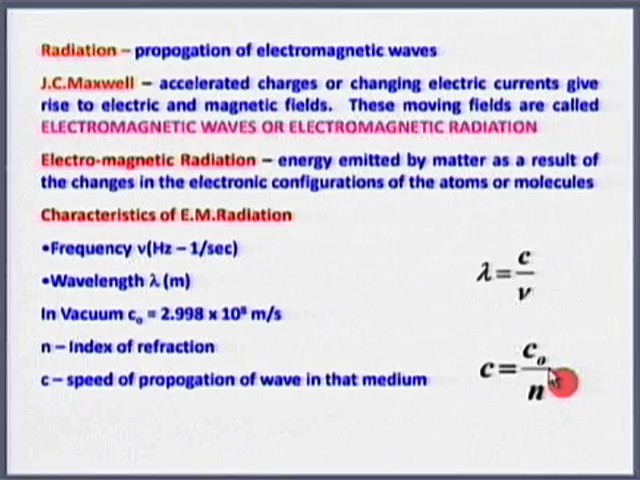 Radiation – propogation of electromagnetic waves
J.C.Maxwell – accelerated charges or changing electric currents give
rise to electric and magnetic fields. These moving fields are called
ELECTROMAGNETIC WAVES OR ELECTROMAGNETIC RADIATION
Electro-magnetic Radiation – energy emitted by matter as a result of
the changes in the electronic configurations of the atoms or molecules
Characteristics of E.M.Radiation
•Frequency ν(Hz – 1/sec)
•Wavelength λ (m)
λ = c/ν
In Vacuum c₀ = 2.998 x 10⁸ m/s
n – Index of refraction
c – speed of propogation of wave in that medium
c = c₀/n